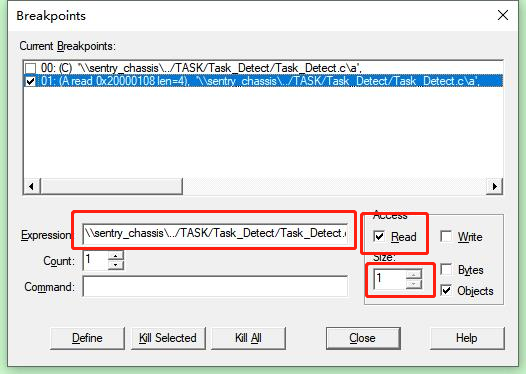 Breakpoints
Current Breakpoints:
00: (C) "\\sentry_chassis\../TASK/Task_Detect/Task_Detect.c\a',
01: (A read 0x20000108 len=4), "\\sentry_chassis\../TASK/Task_Detect/Task_Detect.c\a',
Expression: \\sentry_chassis\../TASK/Task_Detect/Task_Detect.
Count: 1
Command:
Access
Read Write
Size:
1 Bytes
Objects
Define Kill Selected Kill All Close Help